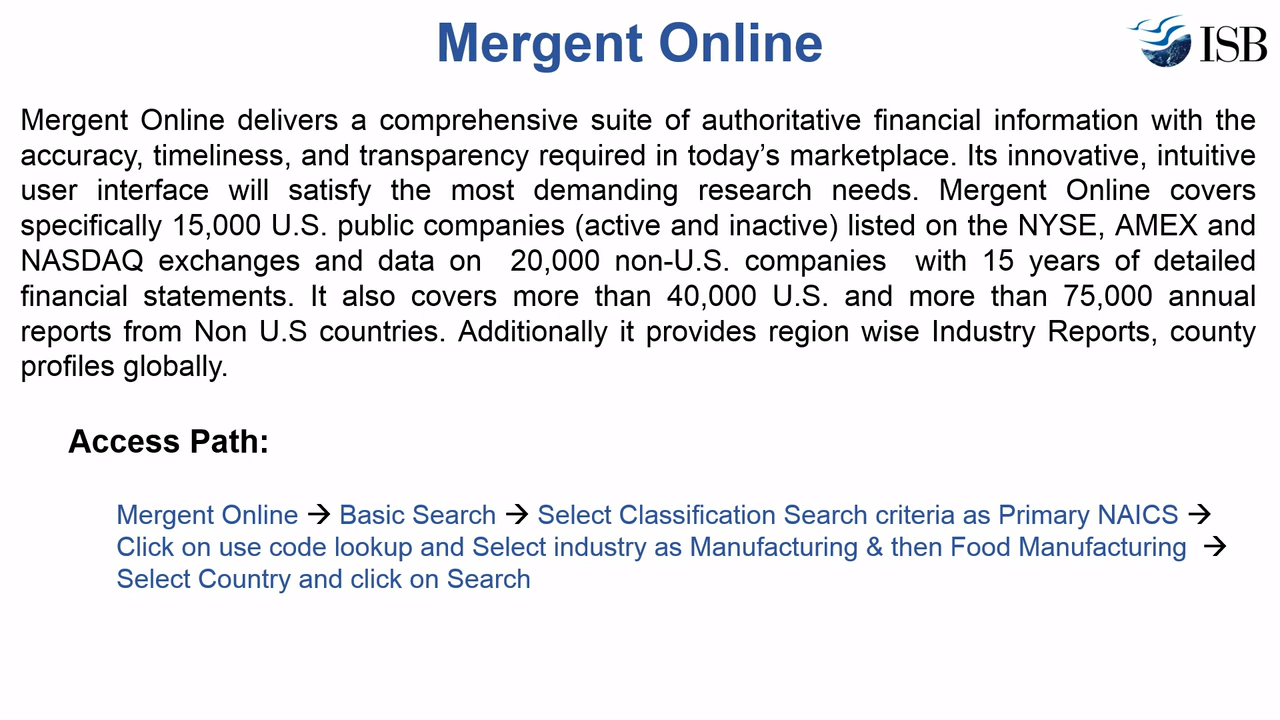 Mergent Online
ISB
Mergent Online delivers a comprehensive suite of authoritative financial information with the
accuracy, timeliness, and transparency required in today’s marketplace. Its innovative, intuitive
user interface will satisfy the most demanding research needs. Mergent Online covers
specifically 15,000 U.S. public companies (active and inactive) listed on the NYSE, AMEX and
NASDAQ exchanges and data on 20,000 non-U.S. companies with 15 years of detailed
financial statements. It also covers more than 40,000 U.S. and more than 75,000 annual
reports from Non U.S countries. Additionally it provides region wise Industry Reports, county
profiles globally.
Access Path:
Mergent Online → Basic Search → Select Classification Search criteria as Primary NAICS →
Click on use code lookup and Select industry as Manufacturing & then Food Manufacturing →
Select Country and click on Search